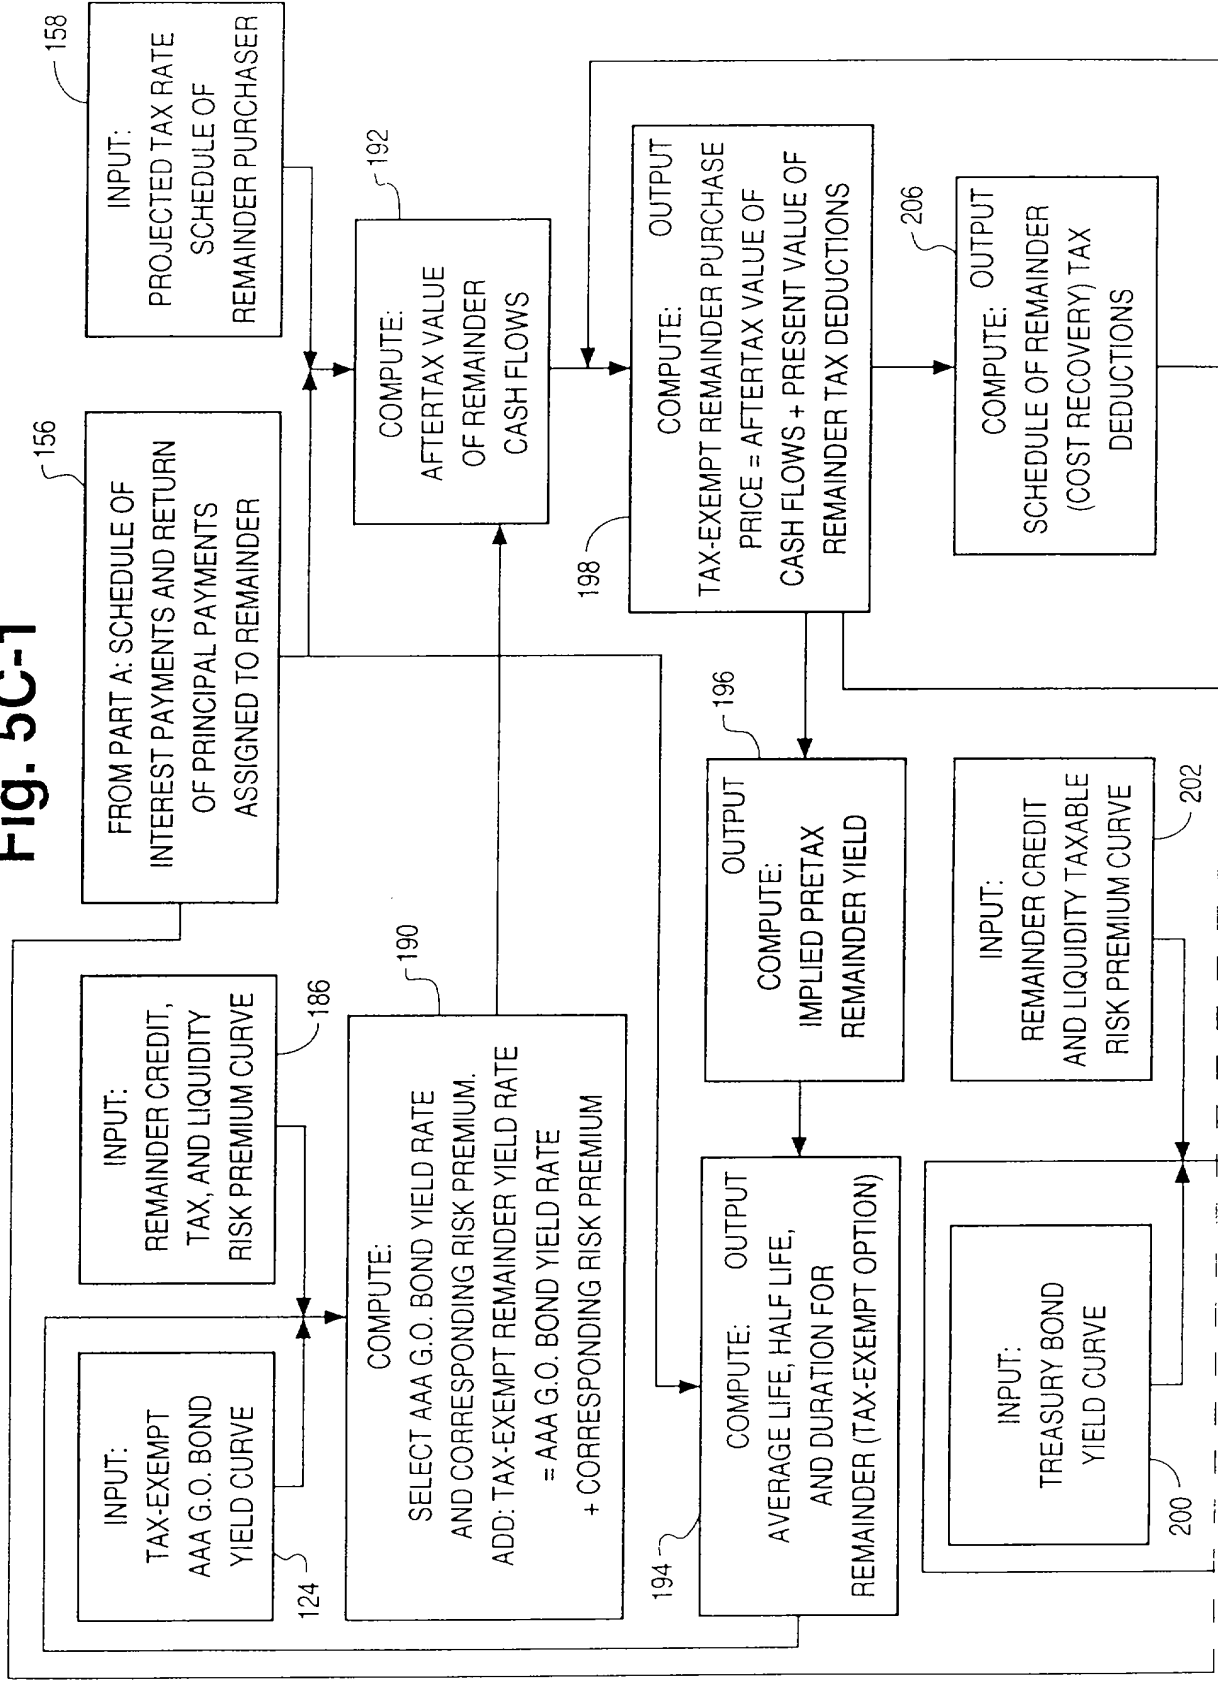 Fig. 5C-1
INPUT:
TAX-EXEMPT
AAA G.O. BOND
YIELD CURVE
124
INPUT:
REMAINDER CREDIT,
TAX, AND LIQUIDITY
RISK PREMIUM CURVE
186
FROM PART A: SCHEDULE OF
INTEREST PAYMENTS AND RETURN
OF PRINCIPAL PAYMENTS
ASSIGNED TO REMAINDER
156
INPUT:
PROJECTED TAX RATE
SCHEDULE OF
REMAINDER PURCHASER
158
COMPUTE:
SELECT AAA G.O. BOND YIELD RATE
AND CORRESPONDING RISK PREMIUM.
ADD: TAX-EXEMPT REMAINDER YIELD RATE
= AAA G.O. BOND YIELD RATE
+ CORRESPONDING RISK PREMIUM
190
COMPUTE:
AFTERTAX VALUE
OF REMAINDER
CASH FLOWS
192
COMPUTE: OUTPUT
AVERAGE LIFE, HALF LIFE,
AND DURATION FOR
REMAINDER (TAX-EXEMPT OPTION)
194
OUTPUT
COMPUTE:
IMPLIED PRETAX
REMAINDER YIELD
196
COMPUTE: OUTPUT
TAX-EXEMPT REMAINDER PURCHASE
PRICE = AFTERTAX VALUE OF
CASH FLOWS + PRESENT VALUE OF
REMAINDER TAX DEDUCTIONS
198
INPUT:
TREASURY BOND
YIELD CURVE
200
INPUT:
REMAINDER CREDIT
AND LIQUIDITY TAXABLE
RISK PREMIUM CURVE
202
COMPUTE: OUTPUT
SCHEDULE OF REMAINDER
(COST RECOVERY) TAX
DEDUCTIONS
206